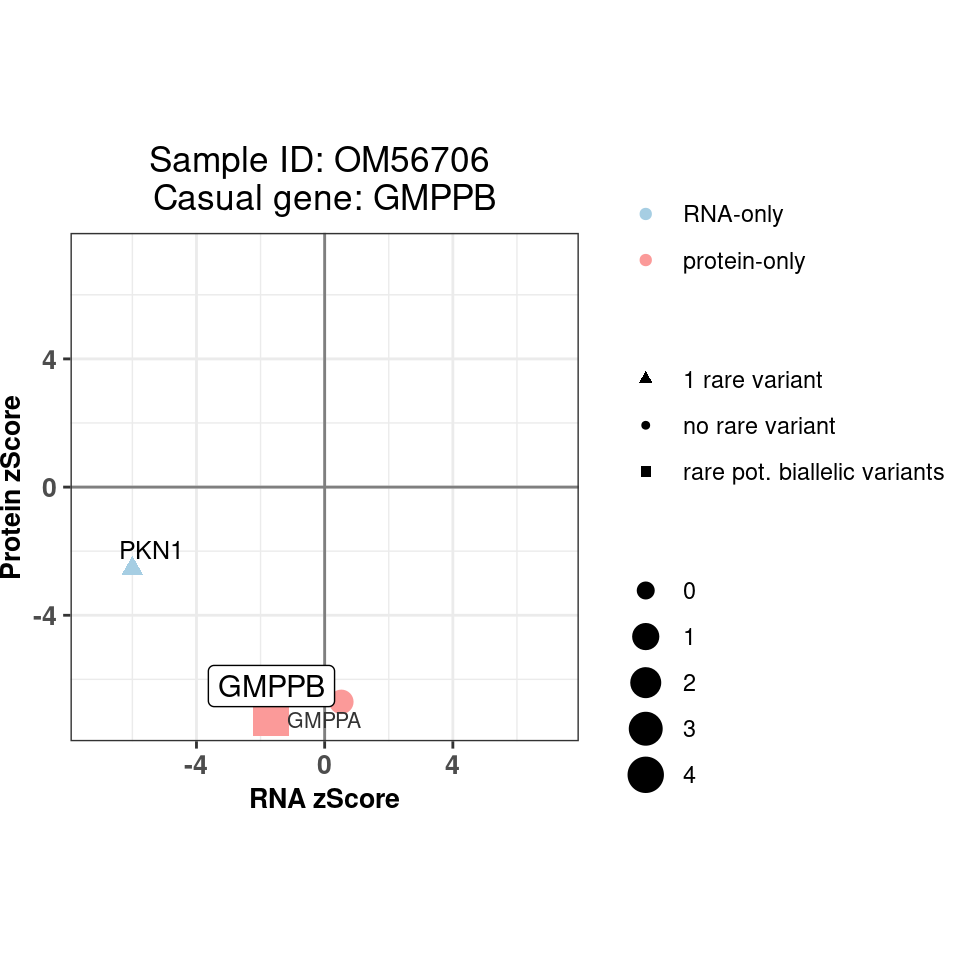 Sample ID: OM56706
Casual gene: GMPPB
RNA-only
protein-only
1 rare variant
no rare variant
rare pot. biallelic variants
0
1
2
3
4
Protein zScore
4
0
-4
PKN1
GMPPB
GMPPA
-4
0
4
RNA zScore